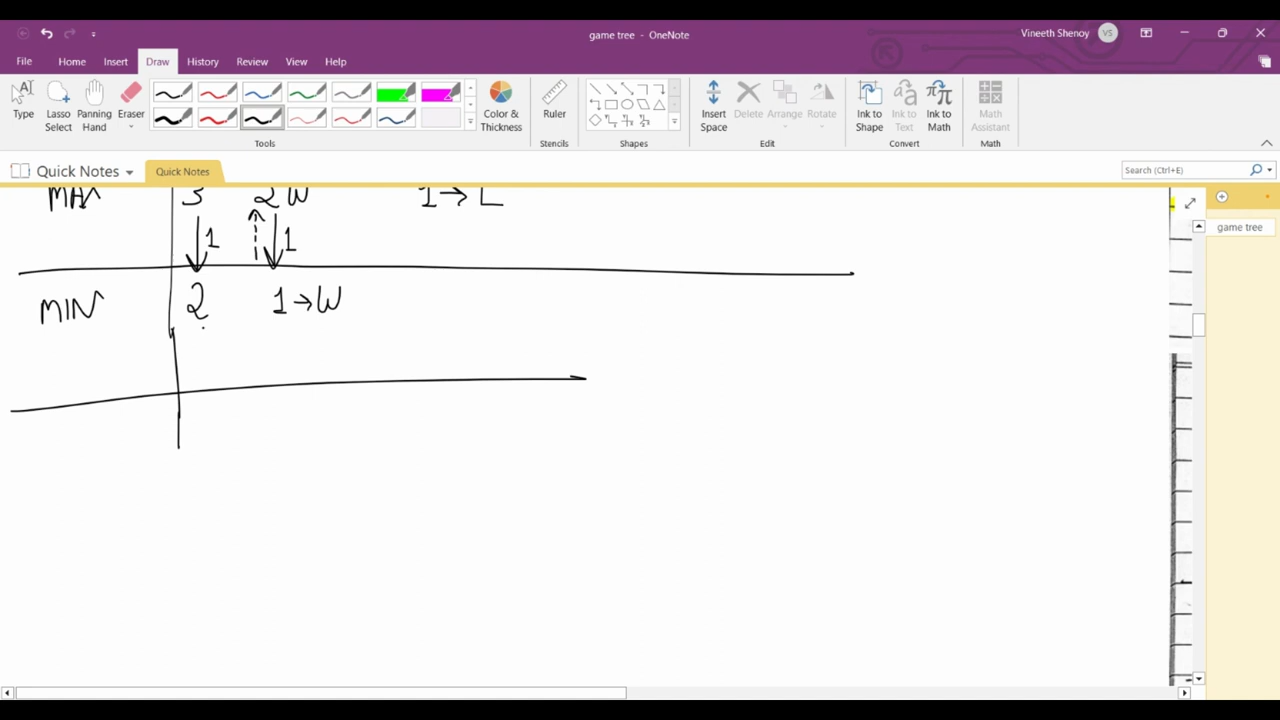 game tree - OneNote
Vineeth Shenoy VS
File Home Insert Draw History Review View Help
Type Lasso Select Panning Hand Eraser Color & Thickness Ruler Insert Space Delete Arrange Rotate Ink to Shape Ink to Text Ink to Math Math Assistant
Tools Stencils Shapes Edit Convert Math
Quick Notes Quick Notes Search (Ctrl+E)
game tree
MAX 3 2 W 1→L
1 1
MIN 2 1→W